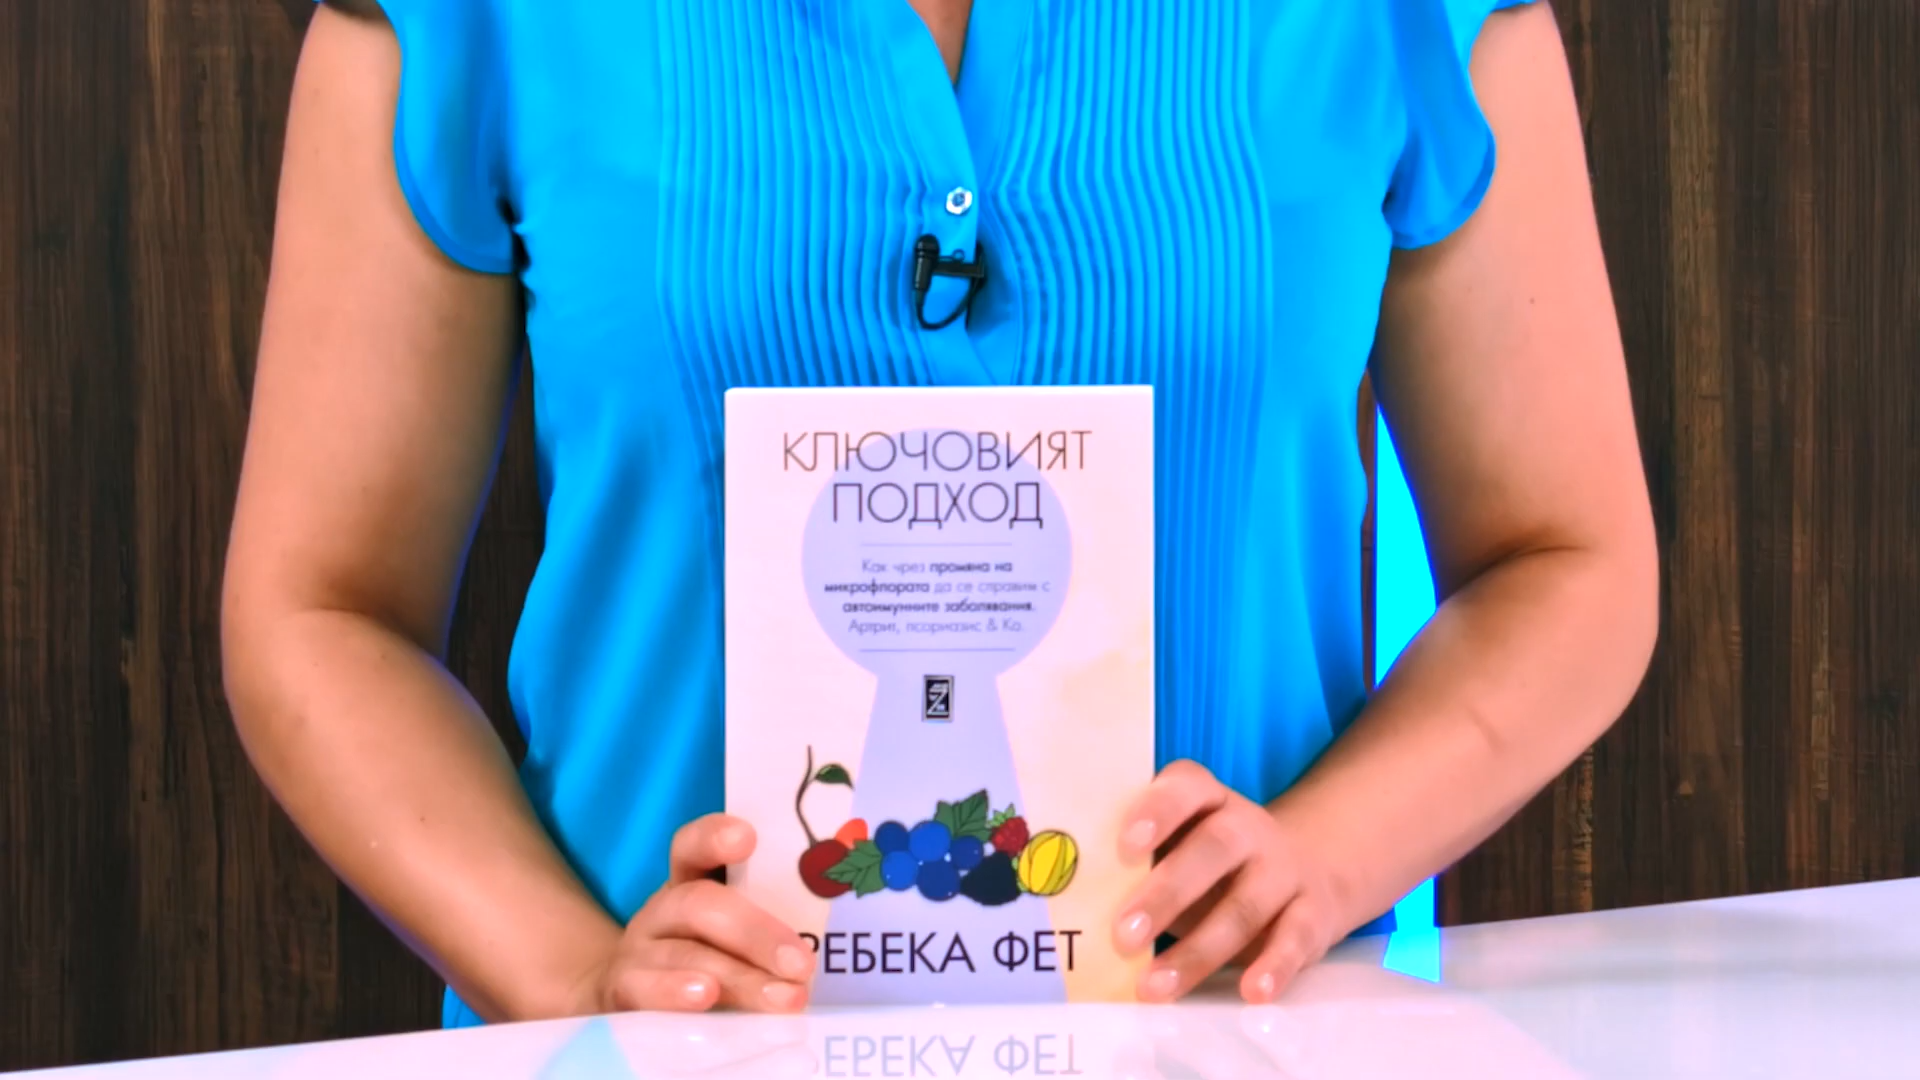 КЛЮЧОВИЯТ
ПОДХОД
Как чрез промяна на
микрофлората да се справим с
автоимунните заболявания.
Артрит, псориазис & Ко.
РЕБЕКА ФЕТ